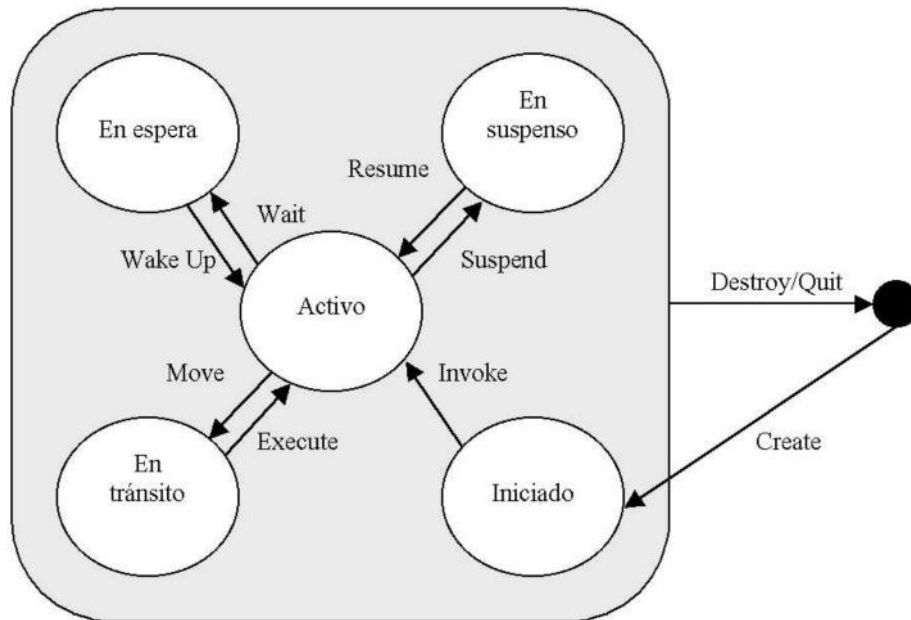 En espera
En
suspenso
Resume
Wait
Wake Up
Suspend
Destroy/Quit
Activo
Move
Invoke
Execute
Create
En
tránsito
Iniciado